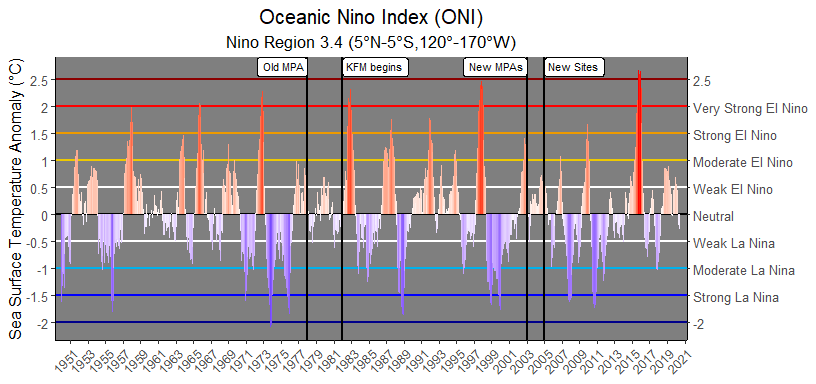 Oceanic Nino Index (ONI)
Nino Region 3.4 (5°N-5°S,120°-170°W)
Old MPA
KFM begins
New MPAs
New Sites
Sea Surface Temperature Anomaly (°C)
2.5
2
1.5
1
0.5
0
-0.5
-1
-1.5
-2
2.5
Very Strong El Nino
Strong El Nino
Moderate El Nino
Weak El Nino
Neutral
Weak La Nina
Moderate La Nina
Strong La Nina
-2
1951 1953 1955 1957 1959 1961 1963 1965 1967 1969 1971 1973 1975 1977 1979 1981 1983 1985 1987 1989 1991 1993 1995 1997 1999 2001 2003 2005 2007 2009 2011 2013 2015 2017 2019 2021